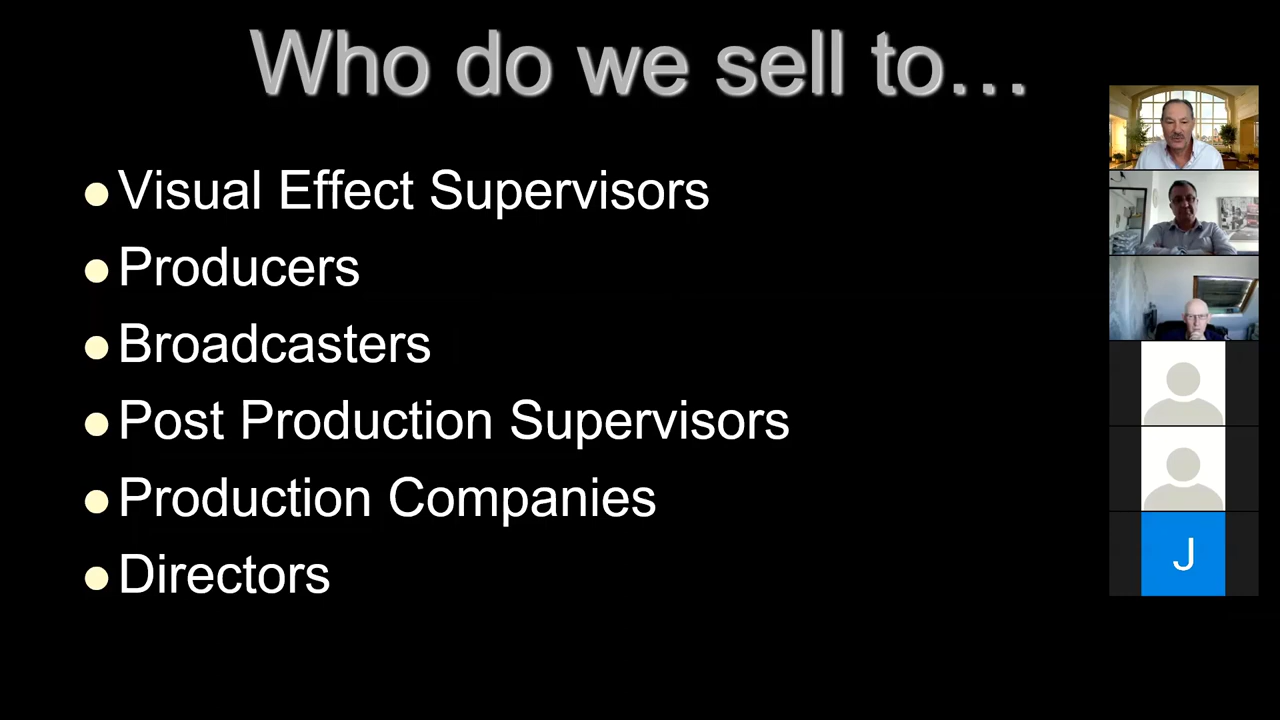 Who do we sell to...
Visual Effect Supervisors
Producers
Broadcasters
Post Production Supervisors
Production Companies
Directors
J